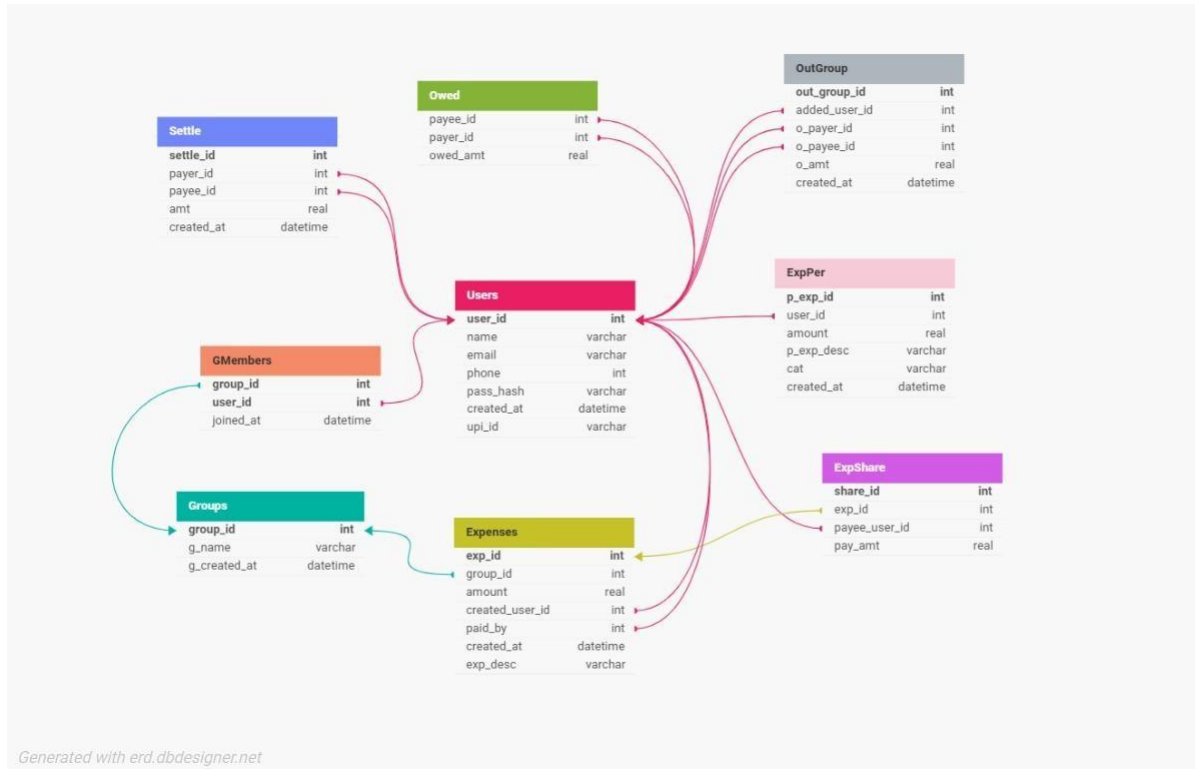 OutGroup
out_group_id int
added_user_id int
o_payer_id int
o_payee_id int
o_amt real
created_at datetime
Owed
payee_id int
payer_id int
owed_amt real
Settle
settle_id int
payer_id int
payee_id int
amt real
created_at datetime
ExpPer
p_exp_id int
user_id int
amount real
p_exp_desc varchar
cat varchar
created_at datetime
Users
user_id int
name varchar
email varchar
phone int
pass_hash varchar
created_at datetime
upi_id varchar
GMembers
group_id int
user_id int
joined_at datetime
ExpShare
share_id int
exp_id int
payee_user_id int
pay_amt real
Groups
group_id int
g_name varchar
g_created_at datetime
Expenses
exp_id int
group_id int
amount real
created_user_id int
paid_by int
created_at datetime
exp_desc varchar
Generated with erd.dbdesigner.net